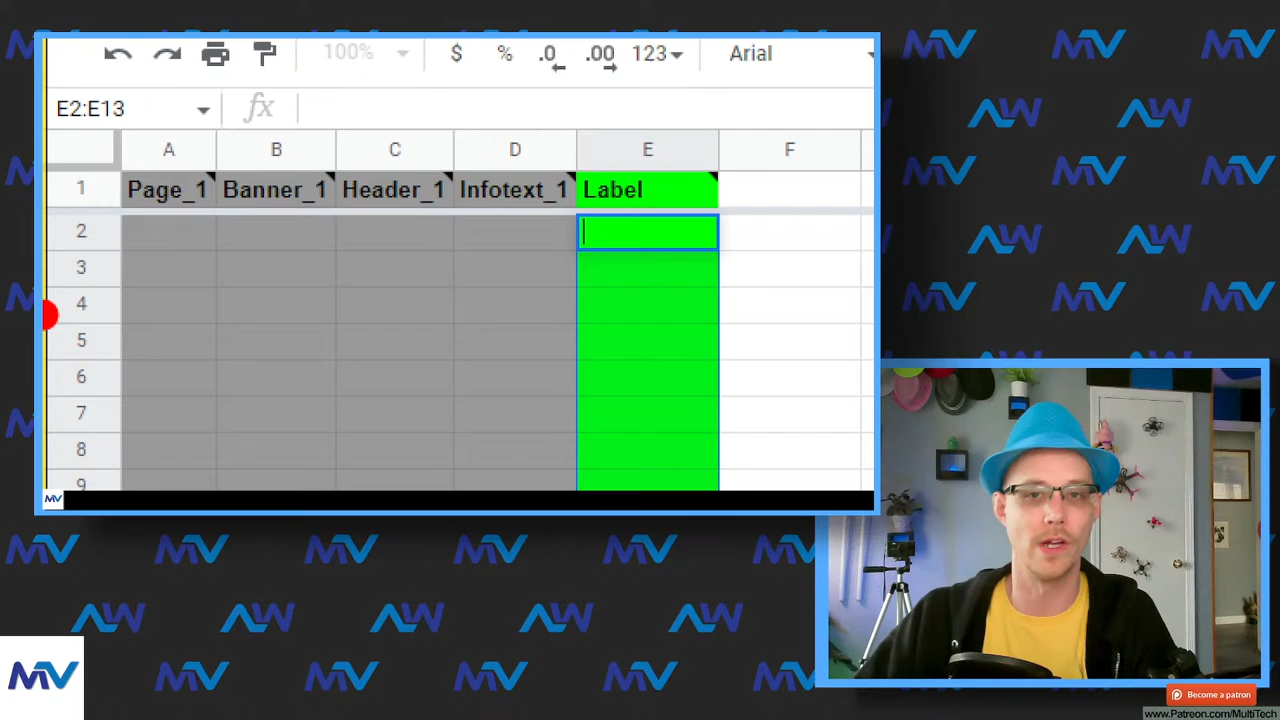 100% $ % .0 .00 123 Arial
E2:E13 fx
A B C D E F
1 Page_1 Banner_1 Header_1 Infotext_1 Label
2
3
4
5
6
7
8
9
MV
Become a patron
www.Patreon.com/MultiTech